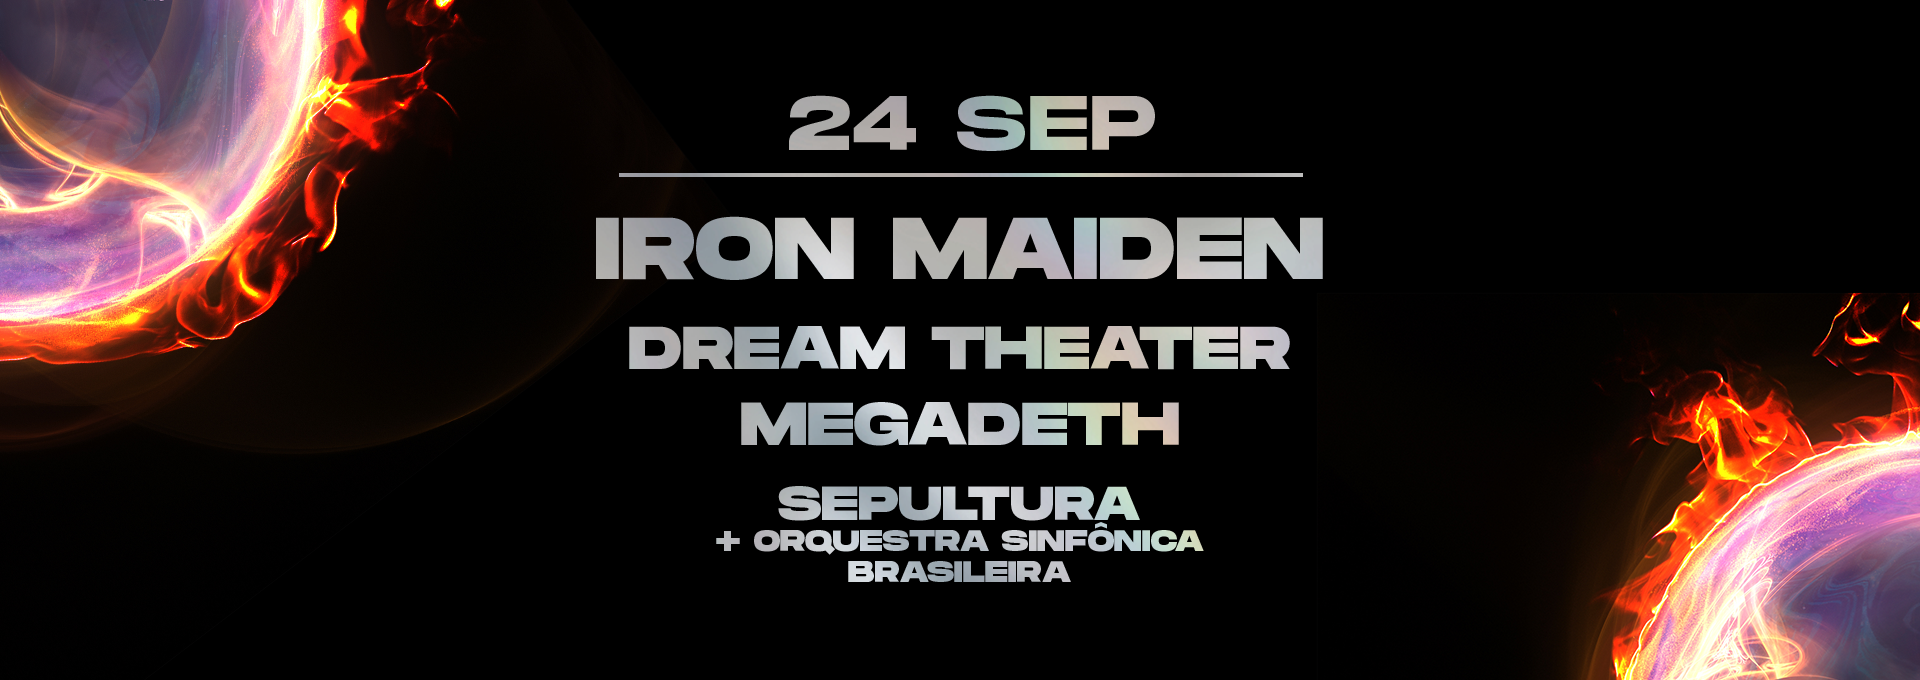 24 SEP
IRON MAIDEN
DREAM THEATER
MEGADETH
SEPULTURA
+ ORQUESTRA SINFÔNICA
BRASILEIRA